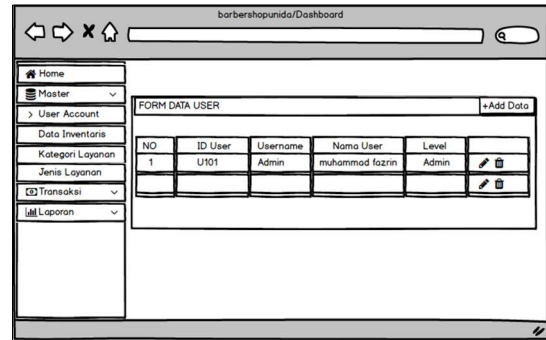 barbershopunida/Dashboard
Home
Master
> User Account
Data Inventaris
Kategori Layanan
Jenis Layanan
Transaksi
Laporan
FORM DATA USER +Add Data
NO ID User Username Nama User Level
1 U101 Admin muhammad fazrin Admin